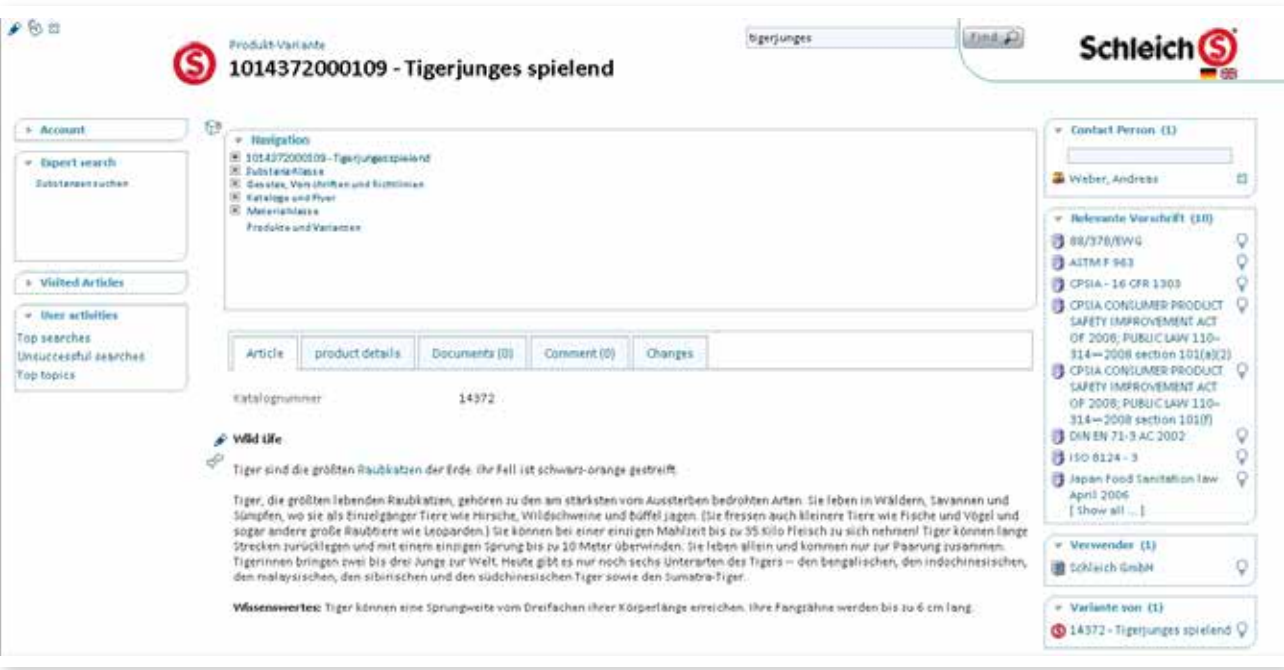 Produkt-Variante
1014372000109 - Tigerjunges spielend
tigerjunges
Find
Schleich S
Account
Expert search
Substanzen suchen
Visited Articles
User activities
Top searches
Unsuccessful searches
Top topics
Navigation
1014372000109 - Tigerjunges spielend
Substanzklasse
Gesetze, Vorschriften und Richtlinien
Kataloge und Flyer
Materialklasse
Produkte und Varianten
Article
product details
Documents (0)
Comment (0)
Changes
Katalognummer 14372
Wild Life
Tiger sind die größten Raubkatzen der Erde. Ihr Fell ist schwarz-orange gestreift.
Tiger, die größten lebenden Raubkatzen, gehören zu den am stärksten vom Aussterben bedrohten Arten. Sie leben in Wäldern, Savannen und
Sümpfen, wo sie als Einzelgänger Tiere wie Hirsche, Wildschweine und Büffel jagen. (Sie fressen auch kleinere Tiere wie Fische und Vögel und
sogar andere große Raubtiere wie Leoparden.) Sie können bei einer einzigen Mahlzeit bis zu 35 Kilo Fleisch zu sich nehmen! Tiger können lange
Strecken zurücklegen und mit einem einzigen Sprung bis zu 10 Meter überwinden. Sie leben allein und kommen nur zur Paarung zusammen.
Tigerinnen bringen zwei bis drei Junge zur Welt. Heute gibt es nur noch sechs Unterarten des Tigers — den bengalischen, den indochinesischen,
den malaysischen, den sibirischen und den südchinesischen Tiger sowie den Sumatra-Tiger.
Wissenswertes: Tiger können eine Sprungweite vom Dreifachen ihrer Körperlänge erreichen. Ihre Fangzähne werden bis zu 6 cm lang.
Contact Person (1)
Weber, Andreas
Relevante Vorschrift (10)
88/378/EWG
ASTM F 963
CPSIA - 16 CFR 1303
CPSIA CONSUMER PRODUCT
SAFETY IMPROVEMENT ACT
OF 2008; PUBLIC LAW 110–
314—2008 section 101(a)(2)
CPSIA CONSUMER PRODUCT
SAFETY IMPROVEMENT ACT
OF 2008; PUBLIC LAW 110–
314—2008 section 101(f)
DIN EN 71-3 AC 2002
ISO 8124 - 3
Japan Food Sanitation law
April 2006
[ Show all ... ]
Verwender (1)
Schleich GmbH
Variante von (1)
14372 - Tigerjunges spielend